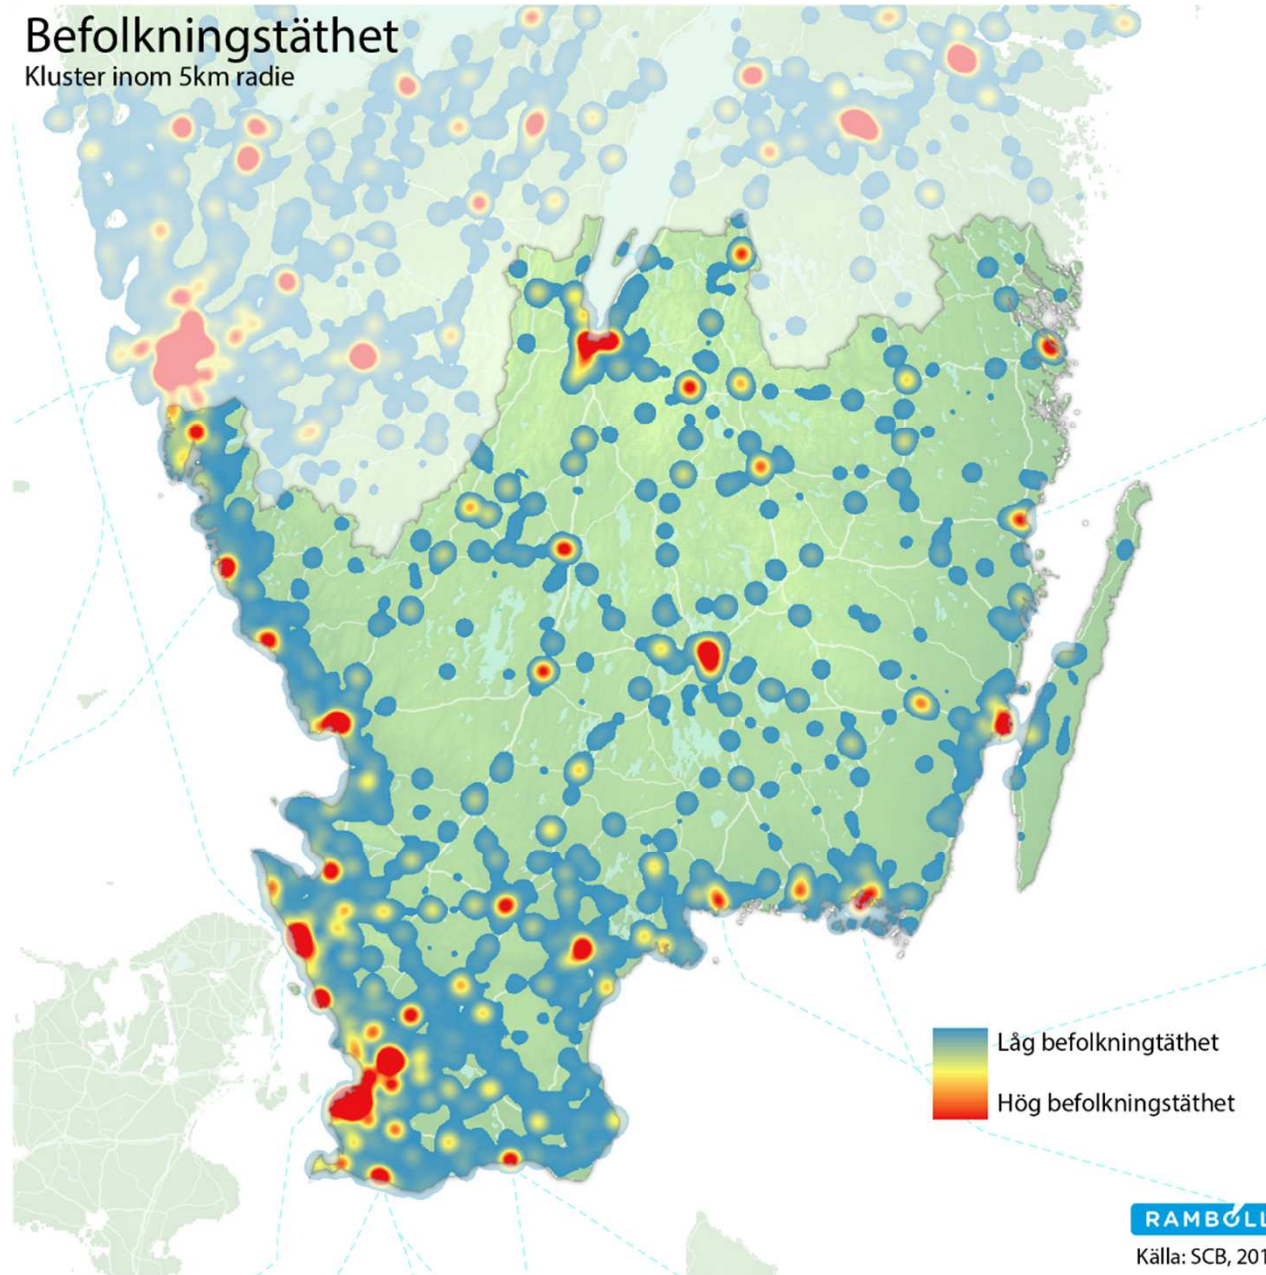 Befolkningstäthet
Kluster inom 5km radie
Låg befolkningtäthet
Hög befolkningstäthet
RAMBOLL
Källa: SCB, 201